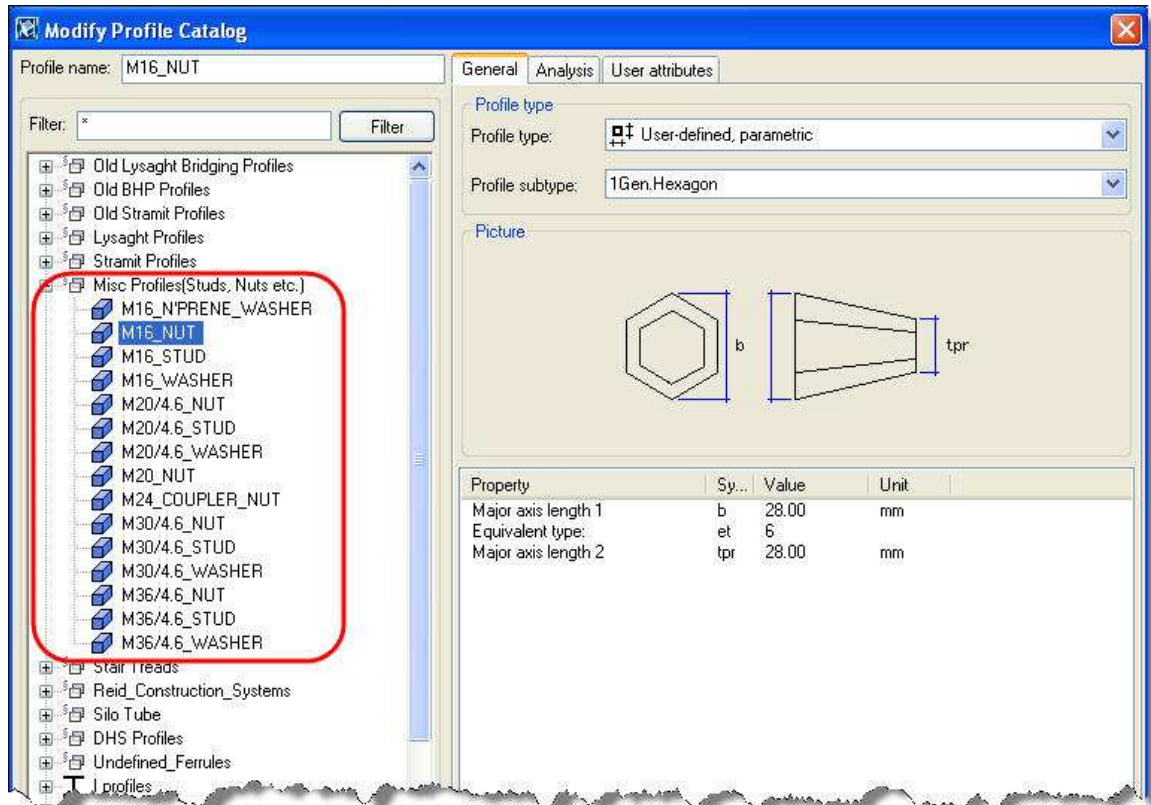 Modify Profile Catalog
Profile name: M16_NUT
Filter: * Filter
Old Lysaght Bridging Profiles
Old BHP Profiles
Old Stramit Profiles
Lysaght Profiles
Stramit Profiles
Misc Profiles(Studs, Nuts etc.)
M16_N'PRENE_WASHER
M16_NUT
M16_STUD
M16_WASHER
M20/4.6_NUT
M20/4.6_STUD
M20/4.6_WASHER
M20_NUT
M24_COUPLER_NUT
M30/4.6_NUT
M30/4.6_STUD
M30/4.6_WASHER
M36/4.6_NUT
M36/4.6_STUD
M36/4.6_WASHER
Stair Treads
Reid_Construction_Systems
Silo Tube
DHS Profiles
Undefined_Ferrules
I profiles
General Analysis User attributes
Profile type
Profile type: User-defined, parametric
Profile subtype: 1Gen.Hexagon
Picture
b tpr
Property Sy... Value Unit
Major axis length 1 b 28.00 mm
Equivalent type: et 6
Major axis length 2 tpr 28.00 mm